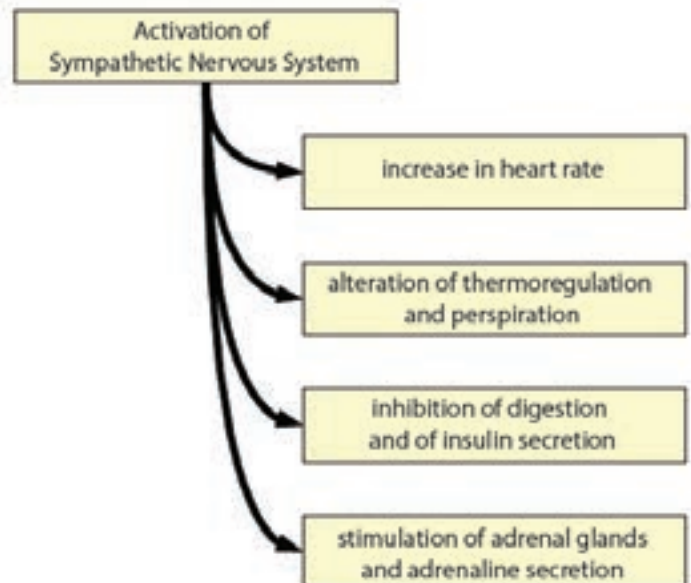 Activation of
Sympathetic Nervous System
increase in heart rate
alteration of thermoregulation
and perspiration
inhibition of digestion
and of insulin secretion
stimulation of adrenal glands
and adrenaline secretion